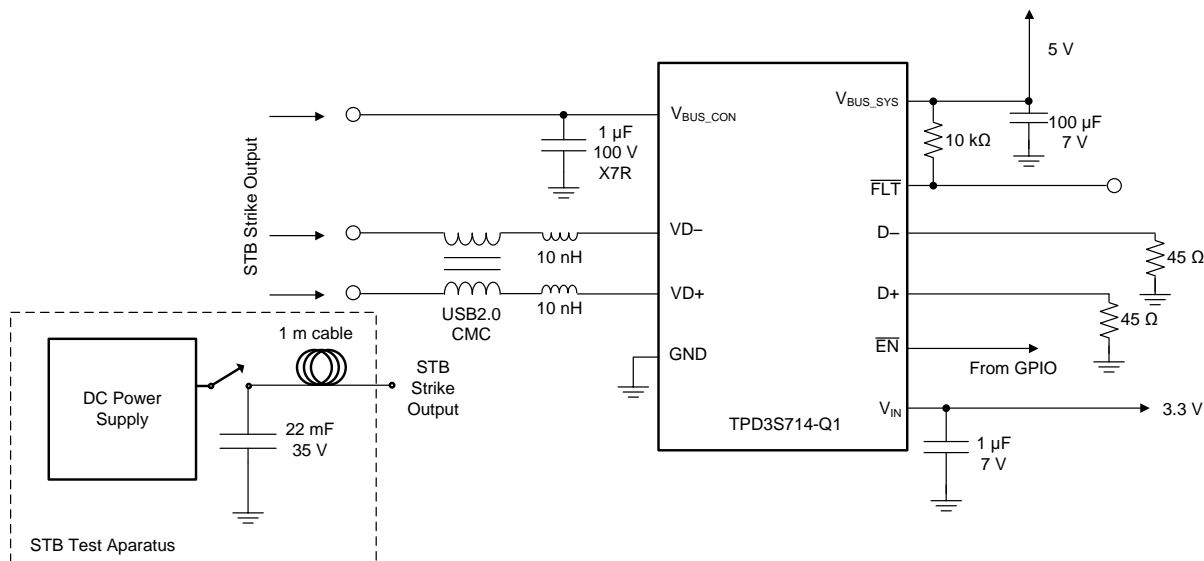 5 V
V_BUS_SYS
V_BUS_CON
1 µF
100 V
X7R
10 kΩ
100 µF
7 V
FLT
STB Strike Output
VD–
10 nH
D–
45 Ω
VD+
10 nH
USB2.0
CMC
D+
45 Ω
EN
From GPIO
GND
1 m cable
DC Power
Supply
STB
Strike
Output
22 mF
35 V
V_IN
3.3 V
TPD3S714-Q1
1 µF
7 V
STB Test Aparatus